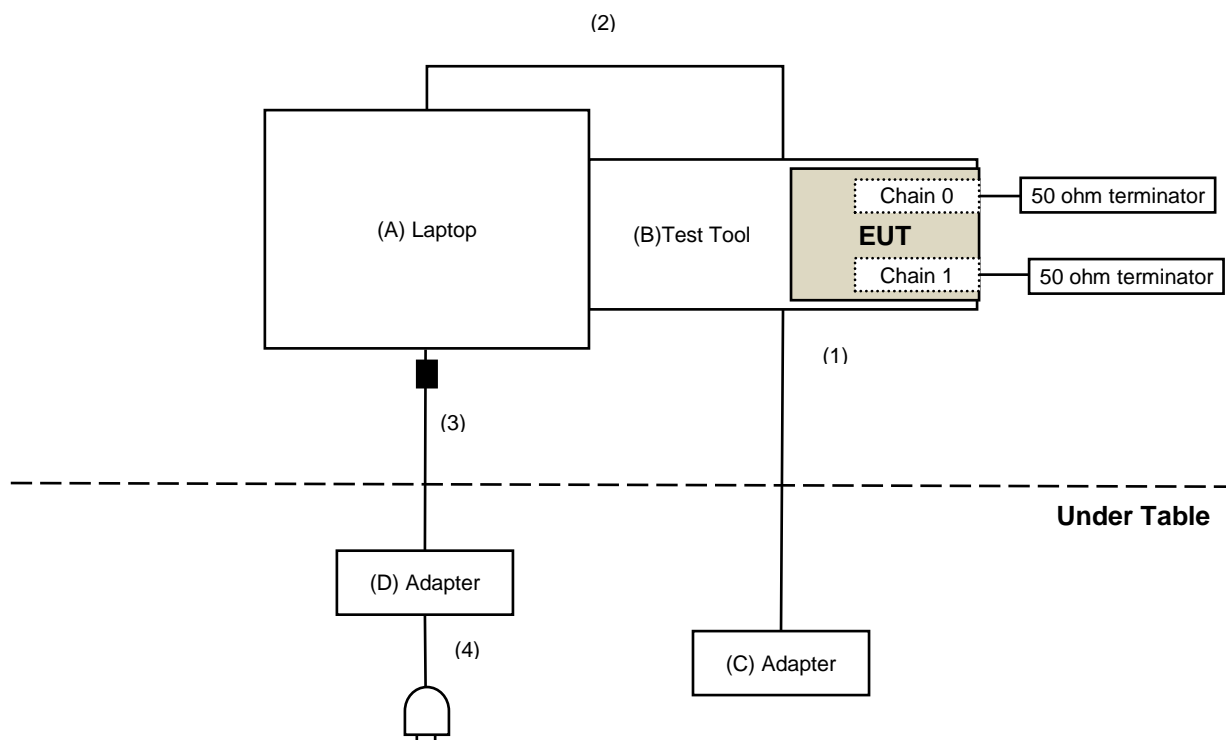 (2)
Chain 0
50 ohm terminator
(A) Laptop
(B)Test Tool
EUT
Chain 1
50 ohm terminator
(1)
(3)
Under Table
(D) Adapter
(4)
(C) Adapter